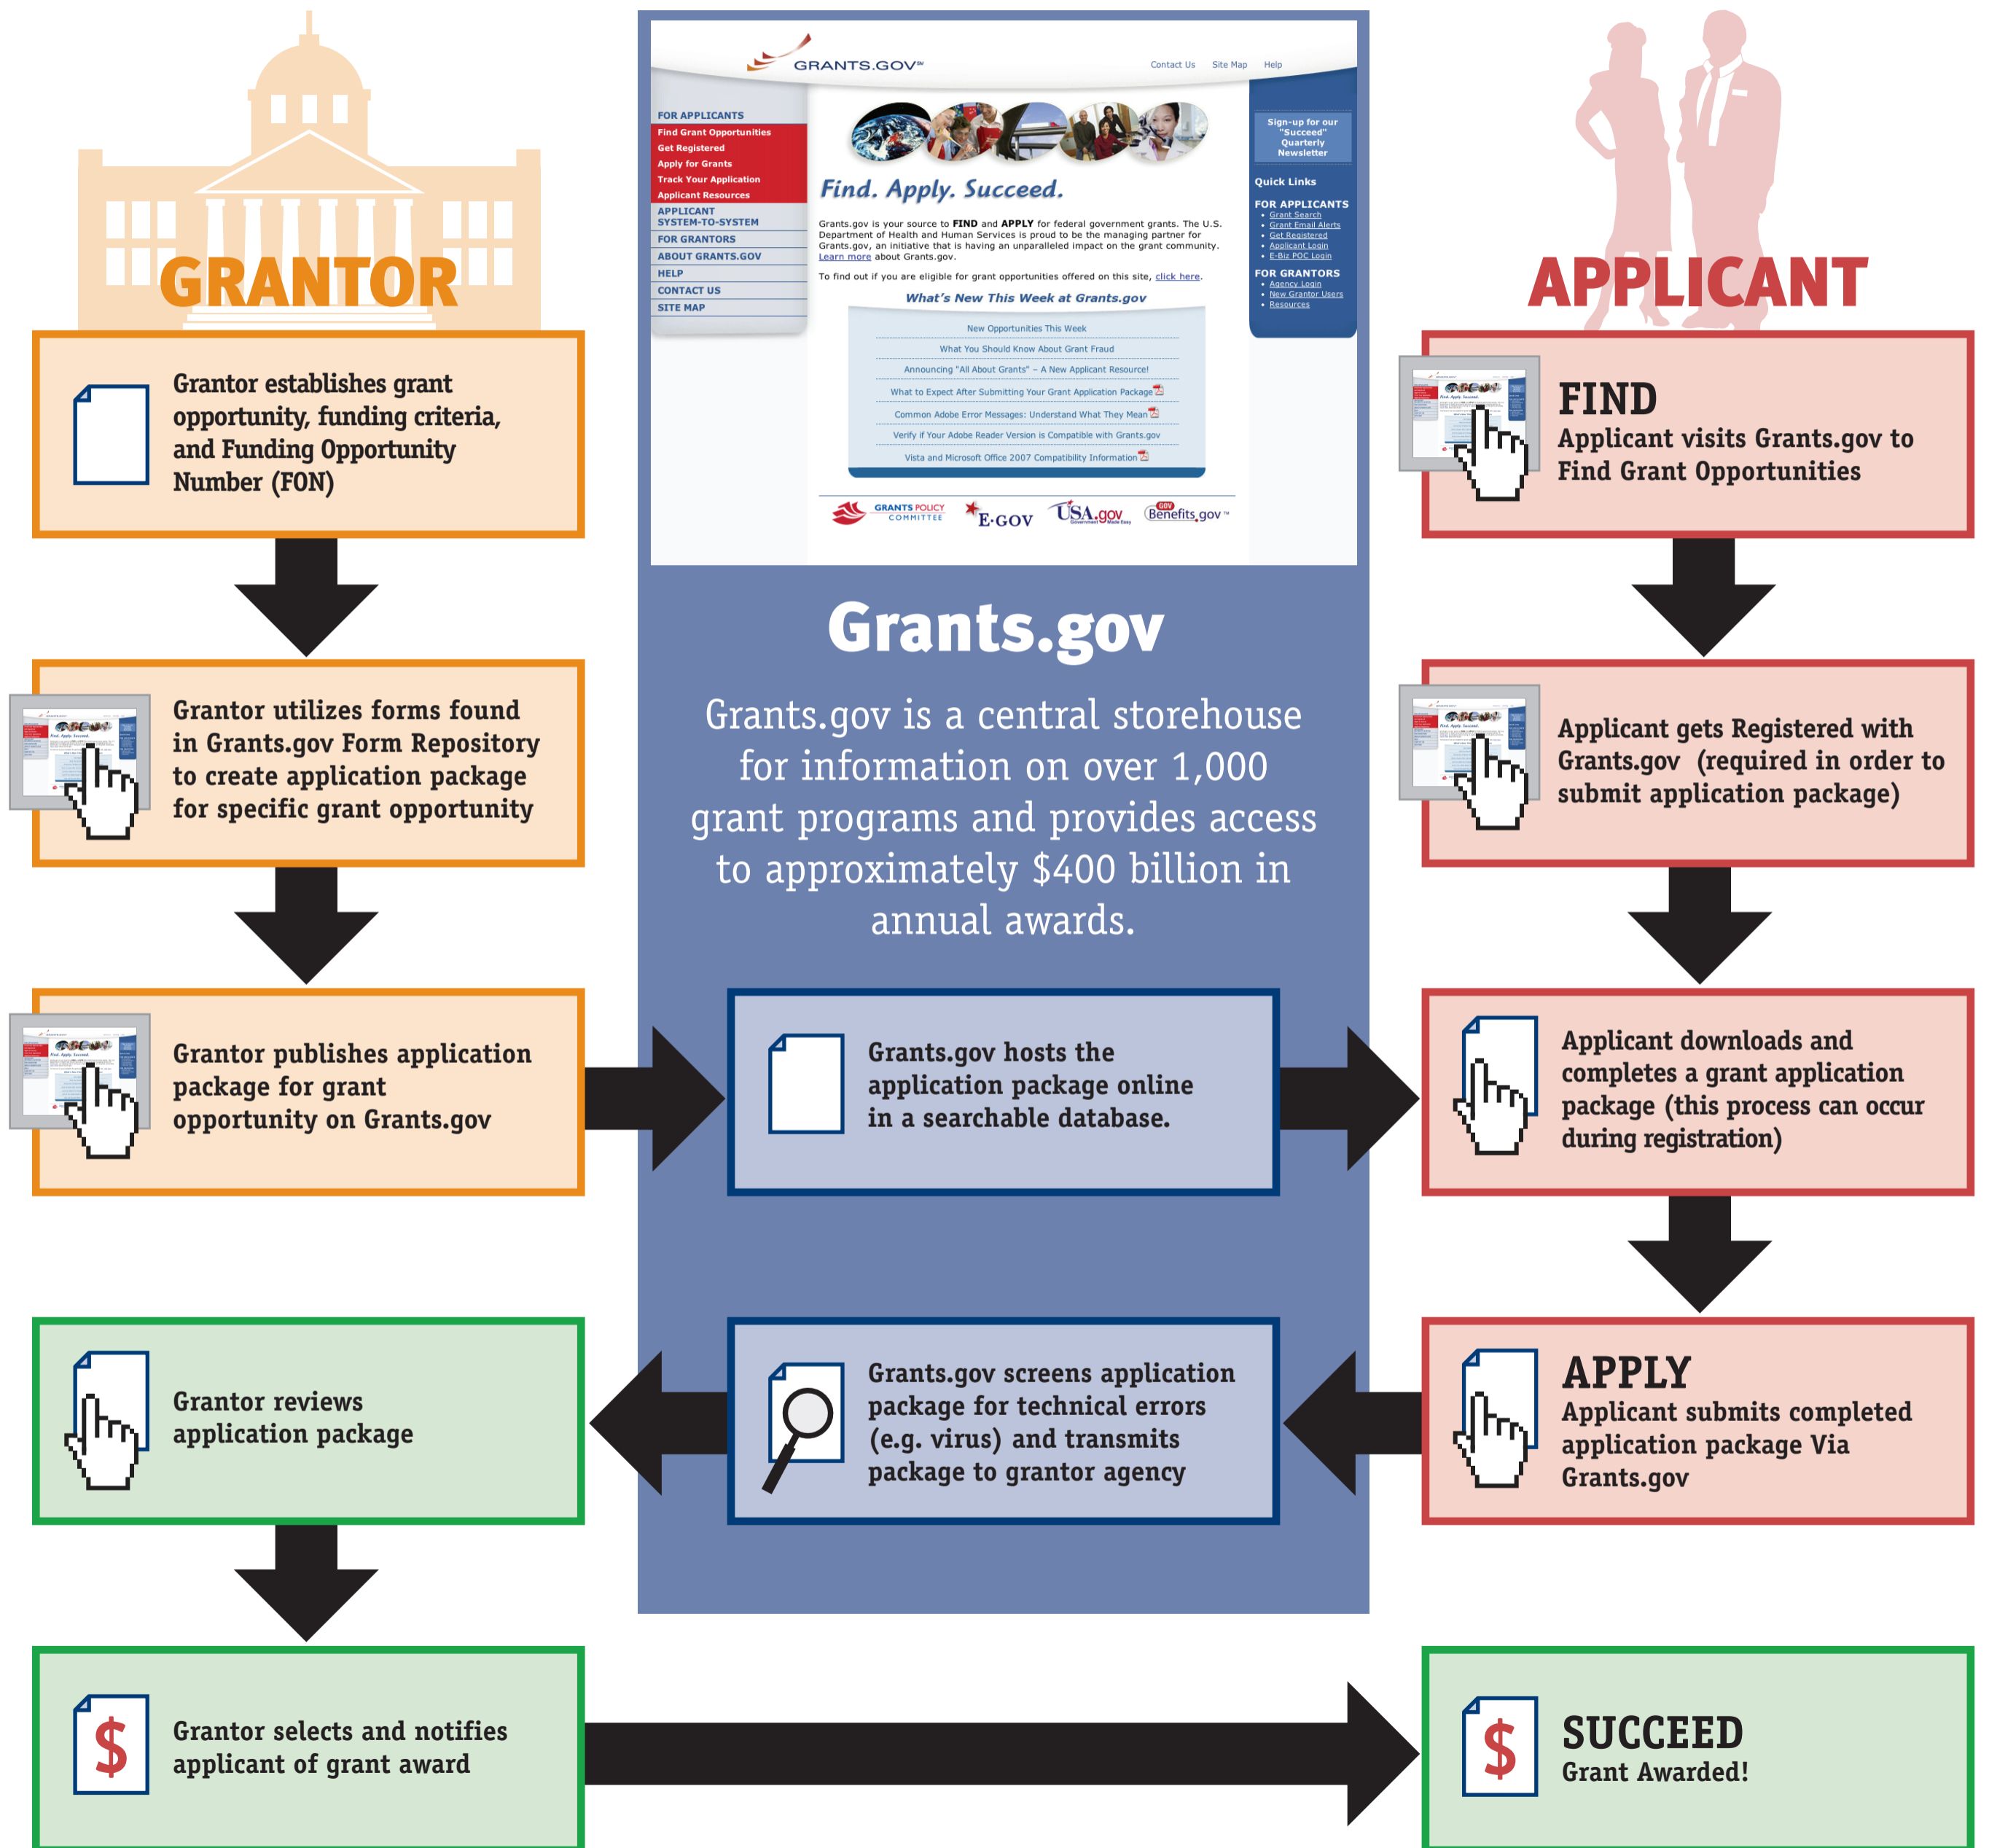 GRANTOR
Grantor establishes grant
opportunity, funding criteria,
and Funding Opportunity
Number (FON)
Grantor utilizes forms found
in Grants.gov Form Repository
to create application package
for specific grant opportunity
Grantor publishes application
package for grant
opportunity on Grants.gov
GRANTS.GOV℠
Contact Us
Site Map
Help
FOR APPLICANTS
Find Grant Opportunities
Get Registered
Apply for Grants
Track Your Application
Applicant Resources
APPLICANT
SYSTEM-TO-SYSTEM
FOR GRANTORS
ABOUT GRANTS.GOV
HELP
CONTACT US
SITE MAP
Find. Apply. Succeed.
Grants.gov is your source to FIND and APPLY for federal government grants. The U.S.
Department of Health and Human Services is proud to be the managing partner for
Grants.gov, an initiative that is having an unparalleled impact on the grant community.
Learn more about Grants.gov.
To find out if you are eligible for grant opportunities offered on this site, click here.
What's New This Week at Grants.gov
New Opportunities This Week
What You Should Know About Grant Fraud
Announcing "All About Grants" – A New Applicant Resource!
What to Expect After Submitting Your Grant Application Package
Common Adobe Error Messages: Understand What They Mean
Verify if Your Adobe Reader Version is Compatible with Grants.gov
Vista and Microsoft Office 2007 Compatibility Information
GRANTS POLICY
COMMITTEE
E-GOV
USA.gov
Government Made Easy
GOV
Benefits.gov ™
Sign-up for our
"Succeed"
Quarterly
Newsletter
Quick Links
FOR APPLICANTS
• Grant Search
• Grant Email Alerts
• Get Registered
• Applicant Login
• E-Biz POC Login
FOR GRANTORS
• Agency Login
• New Grantor Users
• Resources
Grants.gov
Grants.gov is a central storehouse
for information on over 1,000
grant programs and provides access
to approximately $400 billion in
annual awards.
Grants.gov hosts the
application package online
in a searchable database.
APPLICANT
FIND
Applicant visits Grants.gov to
Find Grant Opportunities
Applicant gets Registered with
Grants.gov (required in order to
submit application package)
Applicant downloads and
completes a grant application
package (this process can occur
during registration)
APPLY
Applicant submits completed
application package Via
Grants.gov
Grants.gov screens application
package for technical errors
(e.g. virus) and transmits
package to grantor agency
Grantor reviews
application package
$
Grantor selects and notifies
applicant of grant award
$
SUCCEED
Grant Awarded!